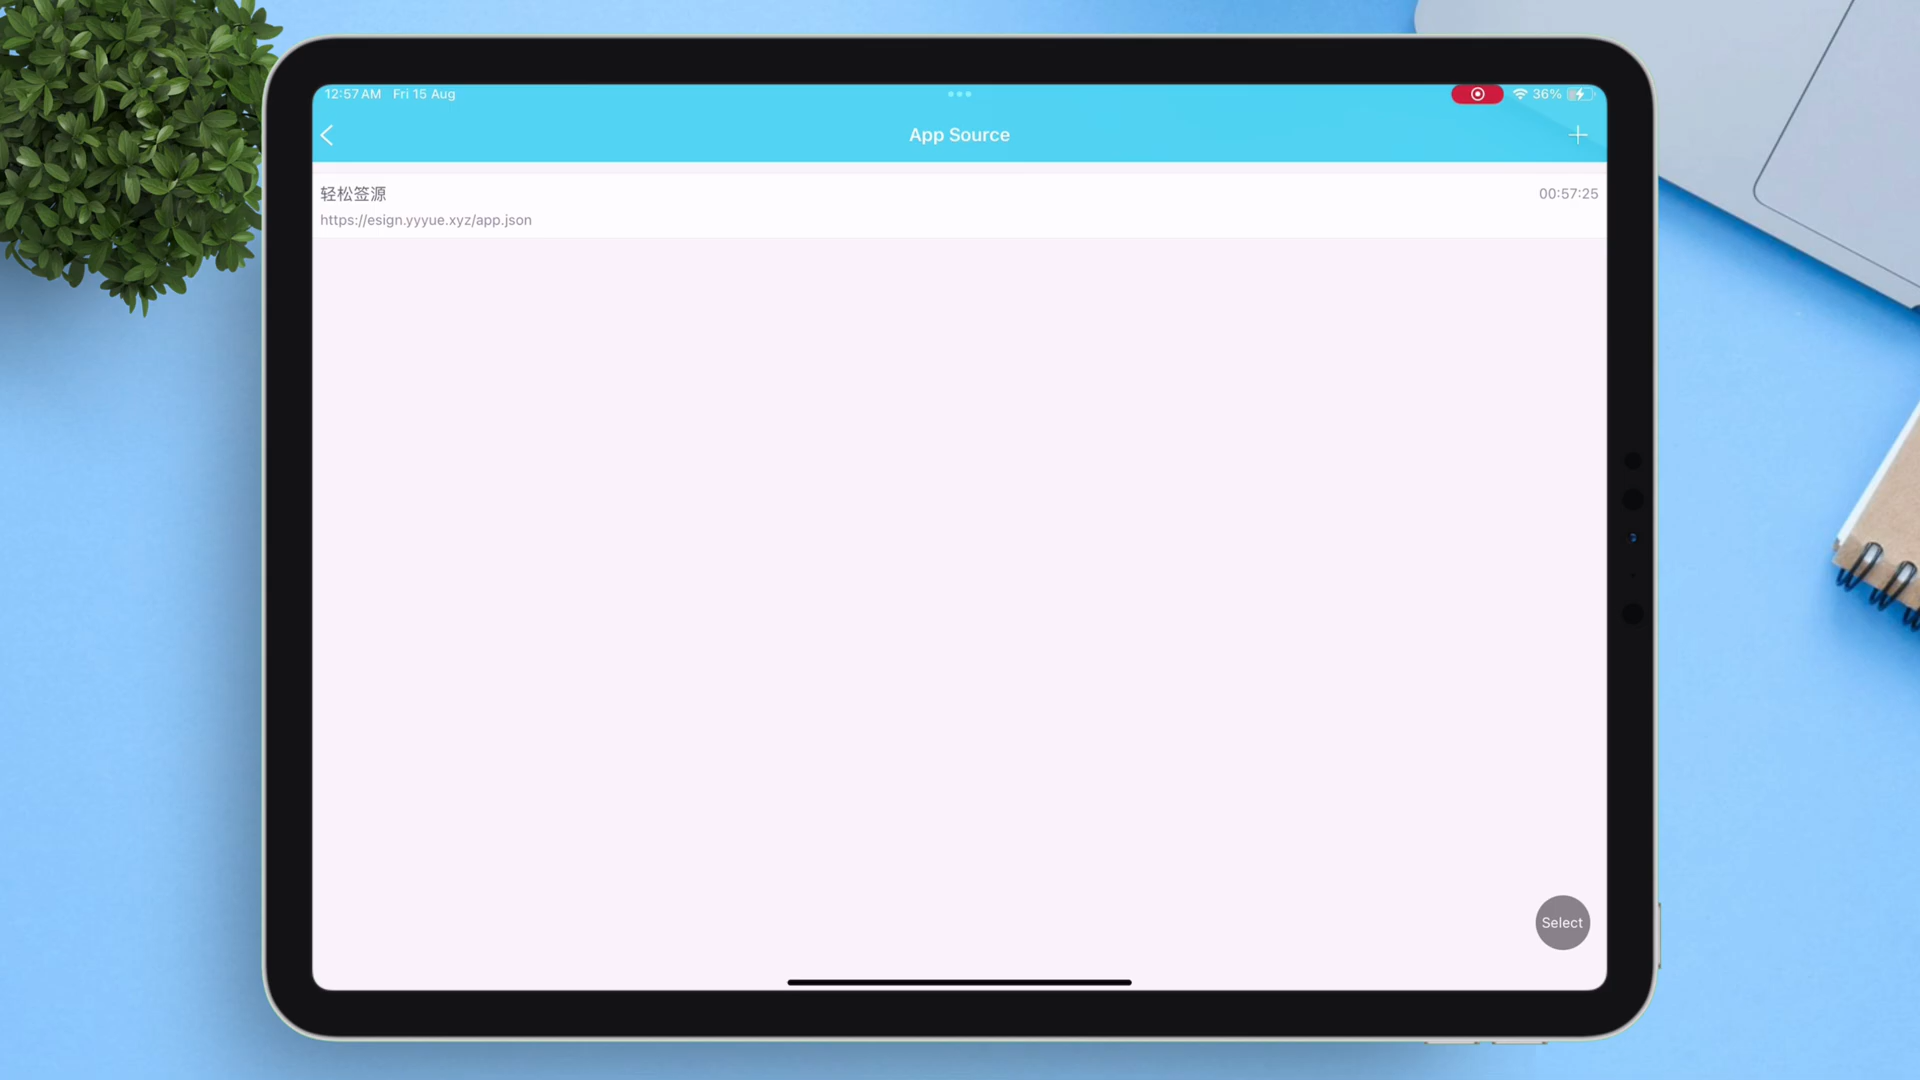 12:57 AM Fri 15 Aug
36%
App Source
轻松签源
00:57:25
https://esign.yyyue.xyz/app.json
Select